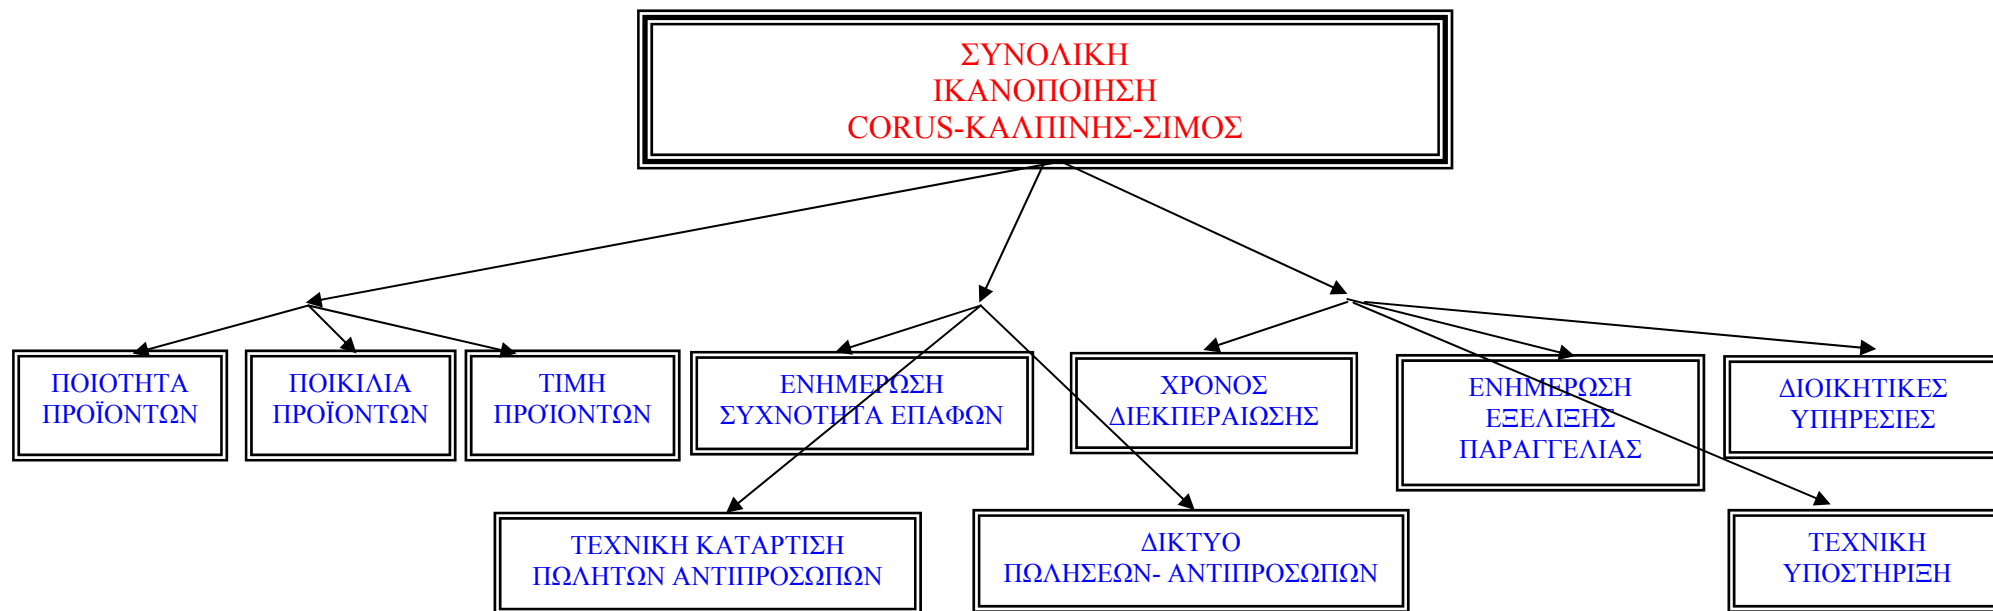 ΣΥΝΟΛΙΚΗ
ΙΚΑΝΟΠΟΙΗΣΗ
CORUS-ΚΑΛΠΙΝΗΣ-ΣΙΜΟΣ
ΠΟΙΟΤΗΤΑ
ΠΡΟΪΟΝΤΩΝ
ΠΟΙΚΙΛΙΑ
ΠΡΟΪΟΝΤΩΝ
ΤΙΜΗ
ΠΡΟΊΟΝΤΩΝ
ΕΝΗΜΕΡΩΣΗ
ΣΥΧΝΟΤΗΤΑ ΕΠΑΦΩΝ
ΧΡΟΝΟΣ
ΔΙΕΚΠΕΡΑΙΩΣΗΣ
ΕΝΗΜΕΡΩΣΗ
ΕΞΕΛΙΞΗΣ
ΠΑΡΑΓΓΕΛΙΑΣ
ΔΙΟΙΚΗΤΙΚΕΣ
ΥΠΗΡΕΣΙΕΣ
ΤΕΧΝΙΚΗ ΚΑΤΑΡΤΙΣΗ
ΠΩΛΗΤΩΝ ΑΝΤΙΠΡΟΣΩΠΩΝ
ΔΙΚΤΥΟ
ΠΩΛΗΣΕΩΝ- ΑΝΤΙΠΡΟΣΩΠΩΝ
ΤΕΧΝΙΚΗ
ΥΠΟΣΤΗΡΙΞΗ